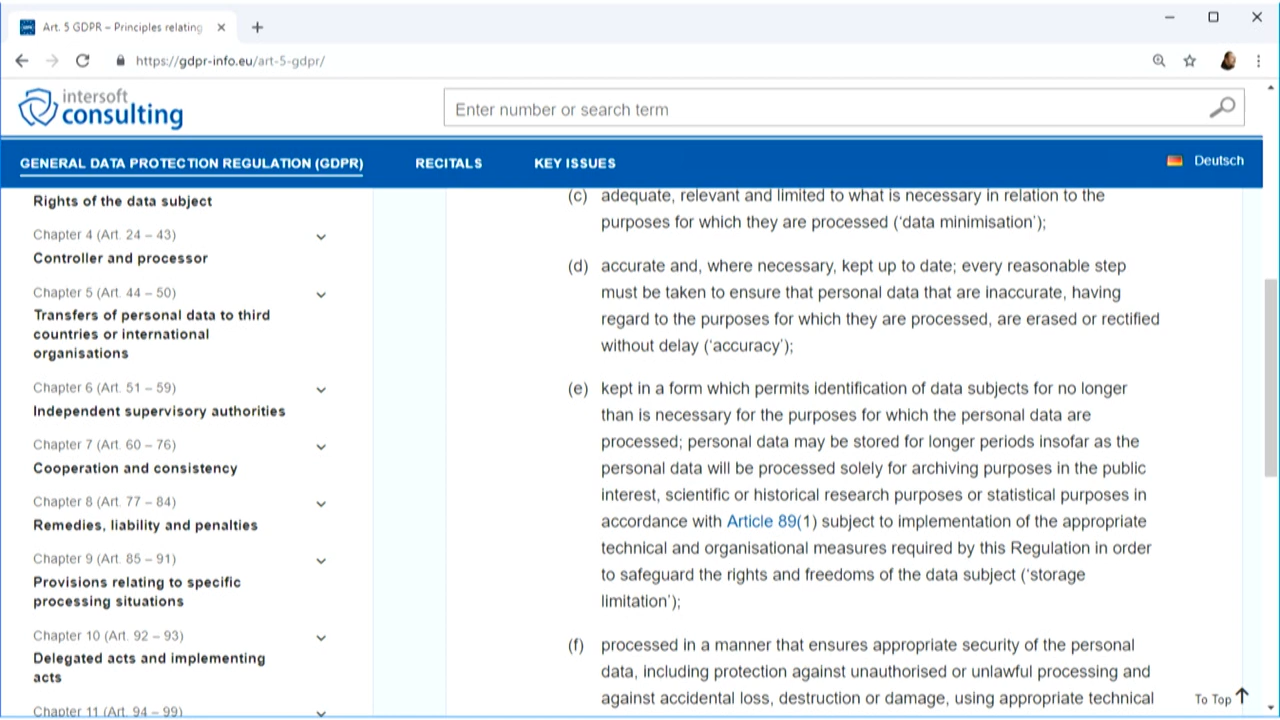 Art. 5 GDPR – Principles relating
https://gdpr-info.eu/art-5-gdpr/
intersoft
consulting
Enter number or search term
GENERAL DATA PROTECTION REGULATION (GDPR)
RECITALS
KEY ISSUES
Deutsch
Rights of the data subject
Chapter 4 (Art. 24 – 43)
Controller and processor
Chapter 5 (Art. 44 – 50)
Transfers of personal data to third
countries or international
organisations
Chapter 6 (Art. 51 – 59)
Independent supervisory authorities
Chapter 7 (Art. 60 – 76)
Cooperation and consistency
Chapter 8 (Art. 77 – 84)
Remedies, liability and penalties
Chapter 9 (Art. 85 – 91)
Provisions relating to specific
processing situations
Chapter 10 (Art. 92 – 93)
Delegated acts and implementing
acts
Chapter 11 (Art. 94 – 99)
(c) adequate, relevant and limited to what is necessary in relation to the
purposes for which they are processed (‘data minimisation’);
(d) accurate and, where necessary, kept up to date; every reasonable step
must be taken to ensure that personal data that are inaccurate, having
regard to the purposes for which they are processed, are erased or rectified
without delay (‘accuracy’);
(e) kept in a form which permits identification of data subjects for no longer
than is necessary for the purposes for which the personal data are
processed; personal data may be stored for longer periods insofar as the
personal data will be processed solely for archiving purposes in the public
interest, scientific or historical research purposes or statistical purposes in
accordance with Article 89(1) subject to implementation of the appropriate
technical and organisational measures required by this Regulation in order
to safeguard the rights and freedoms of the data subject (‘storage
limitation’);
(f) processed in a manner that ensures appropriate security of the personal
data, including protection against unauthorised or unlawful processing and
against accidental loss, destruction or damage, using appropriate technical
To Top